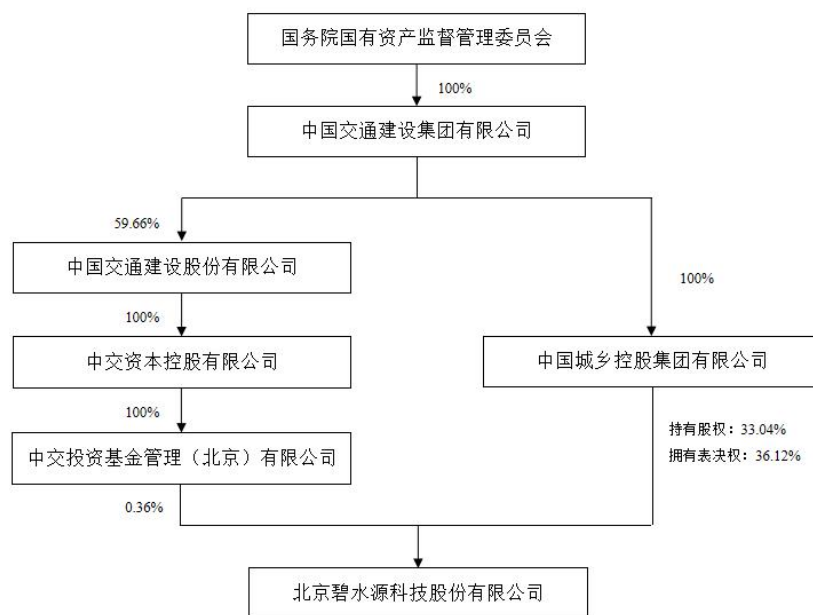 国务院国有资产监督管理委员会
100%
中国交通建设集团有限公司
59.66%
中国交通建设股份有限公司
100%
100%
中交资本控股有限公司
中国城乡控股集团有限公司
100%
持有股权：33.04%
中交投资基金管理（北京）有限公司
拥有表决权：36.12%
0.36%
北京碧水源科技股份有限公司